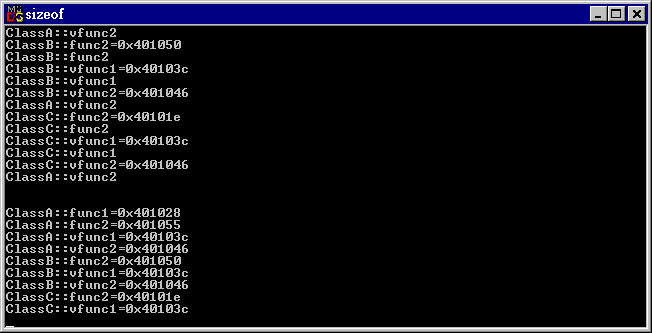 sizeof
ClassA::vfunc2
ClassB::func2=0x401050
ClassB::func2
ClassB::vfunc1=0x40103c
ClassB::vfunc1
ClassB::vfunc2=0x401046
ClassA::vfunc2
ClassC::func2=0x40101e
ClassC::func2
ClassC::vfunc1=0x40103c
ClassC::vfunc1
ClassC::vfunc2=0x401046
ClassA::vfunc2
ClassA::func1=0x401028
ClassA::func2=0x401055
ClassA::vfunc1=0x40103c
ClassA::vfunc2=0x401046
ClassB::func2=0x401050
ClassB::vfunc1=0x40103c
ClassB::vfunc2=0x401046
ClassC::func2=0x40101e
ClassC::vfunc1=0x40103c